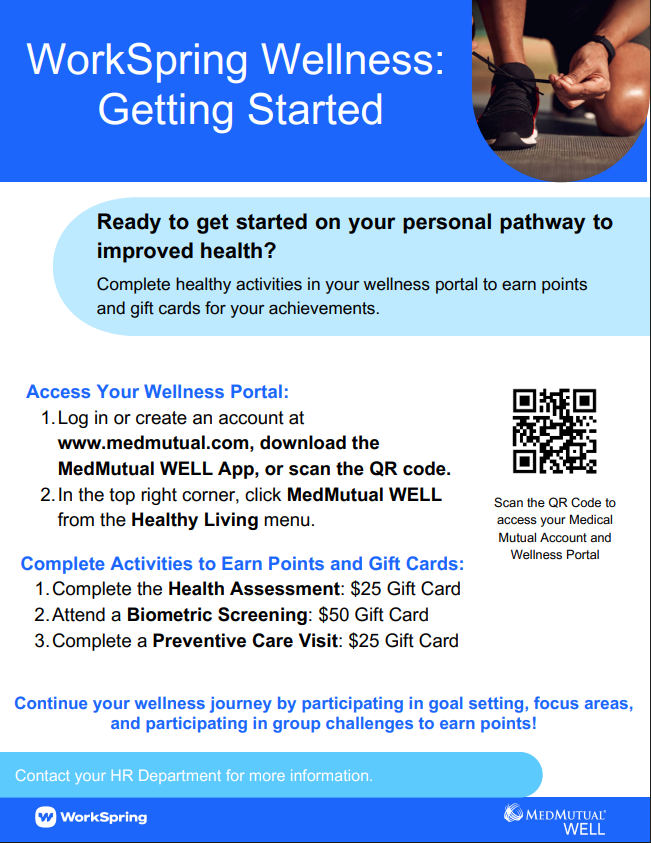 WorkSpring Wellness:
Getting Started
Ready to get started on your personal pathway to
improved health?
Complete healthy activities in your wellness portal to earn points
and gift cards for your achievements.
Access Your Wellness Portal:
1. Log in or create an account at
www.medmutual.com, download the
MedMutual WELL App, or scan the QR code.
2. In the top right corner, click MedMutual WELL
from the Healthy Living menu.
Scan the QR Code to
access your Medical
Mutual Account and
Wellness Portal
Complete Activities to Earn Points and Gift Cards:
1. Complete the Health Assessment: $25 Gift Card
2. Attend a Biometric Screening: $50 Gift Card
3. Complete a Preventive Care Visit: $25 Gift Card
Continue your wellness journey by participating in goal setting, focus areas,
and participating in group challenges to earn points!
Contact your HR Department for more information.
WorkSpring
MEDMUTUAL®
WELL